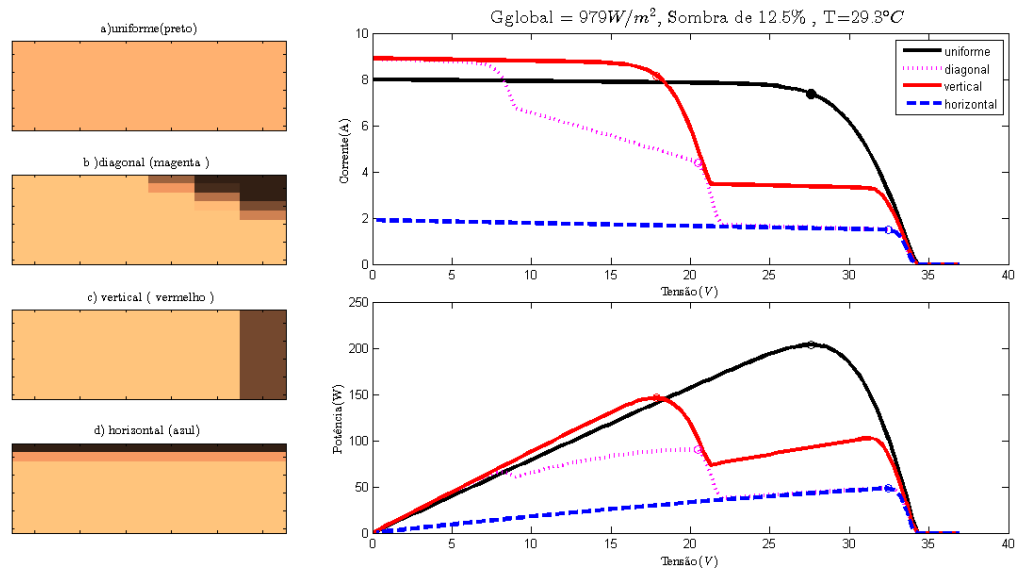 a)uniforme(preto)
b )diagonal (magenta )
c) vertical ( vermelho )
d) horizontal (azul)
Gglobal = 979W/m², Sombra de 12.5% , T=29.3°C
10
8
6
4
2
0
Corrente(A)
uniforme
diagonal
vertical
horizontal
0 5 10 15 20 25 30 35 40
Tensão(V)
250
200
150
100
50
0
Potência(W)
0 5 10 15 20 25 30 35 40
Tensão(V)